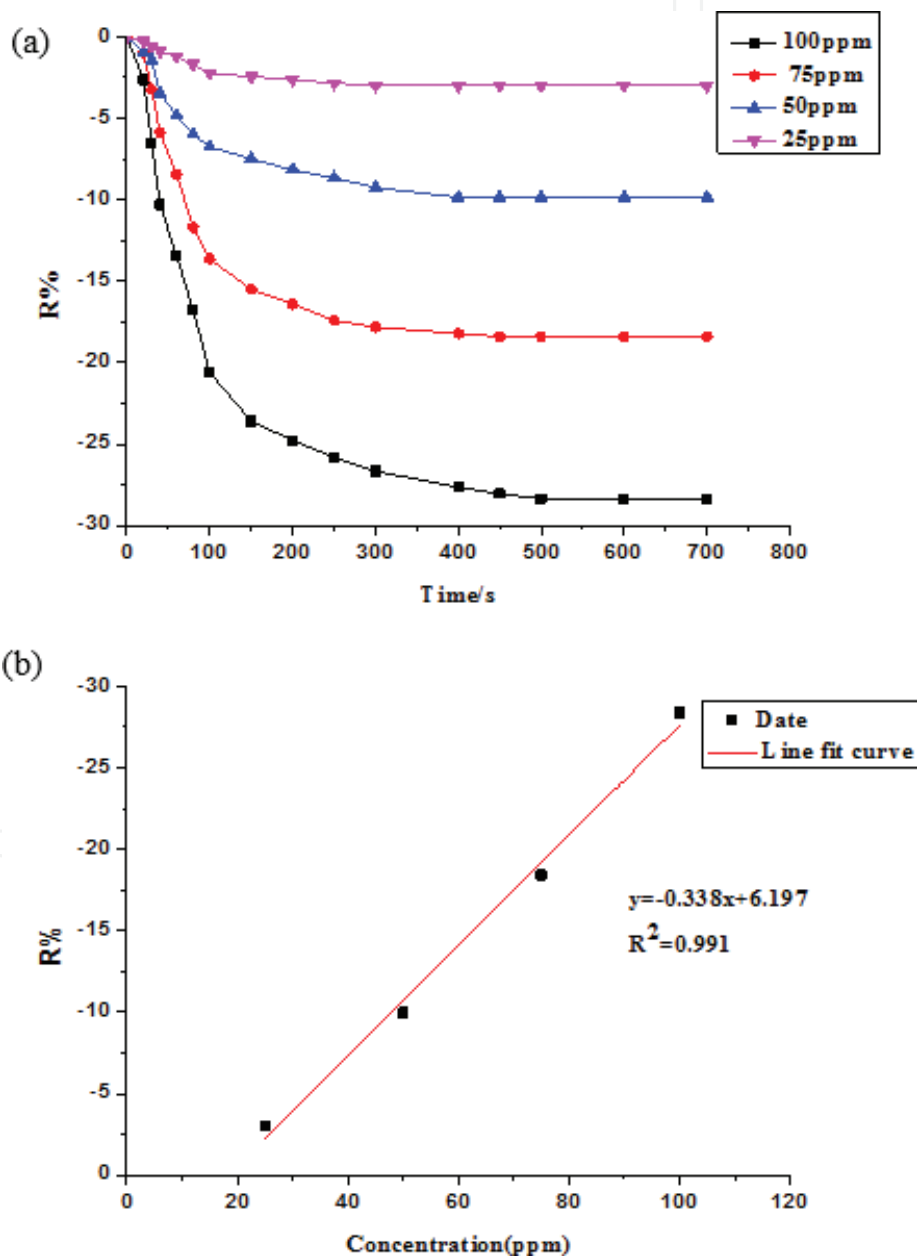 (a)
100ppm
75ppm
50ppm
25ppm
0
-5
-10
-15
-20
-25
-30
R%
0 100 200 300 400 500 600 700 800
Time/s
(b)
-30
-25
-20
-15
-10
-5
0
R%
Date
Line fit curve
y=-0.338x+6.197
R²=0.991
0 20 40 60 80 100 120
Concentration(ppm)